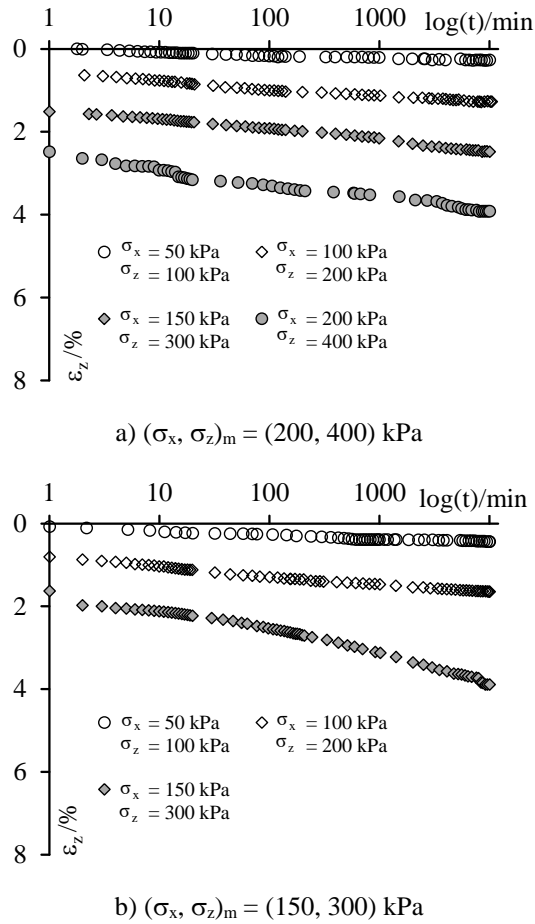 1 10 100 1000 log(t)/min
0
2
4
6
8
ε_z/%
σ_x = 50 kPa
σ_z = 100 kPa
σ_x = 100 kPa
σ_z = 200 kPa
σ_x = 150 kPa
σ_z = 300 kPa
σ_x = 200 kPa
σ_z = 400 kPa
a) (σ_x, σ_z)_m = (200, 400) kPa
1 10 100 1000 log(t)/min
0
2
4
6
8
ε_z/%
σ_x = 50 kPa
σ_z = 100 kPa
σ_x = 100 kPa
σ_z = 200 kPa
σ_x = 150 kPa
σ_z = 300 kPa
b) (σ_x, σ_z)_m = (150, 300) kPa